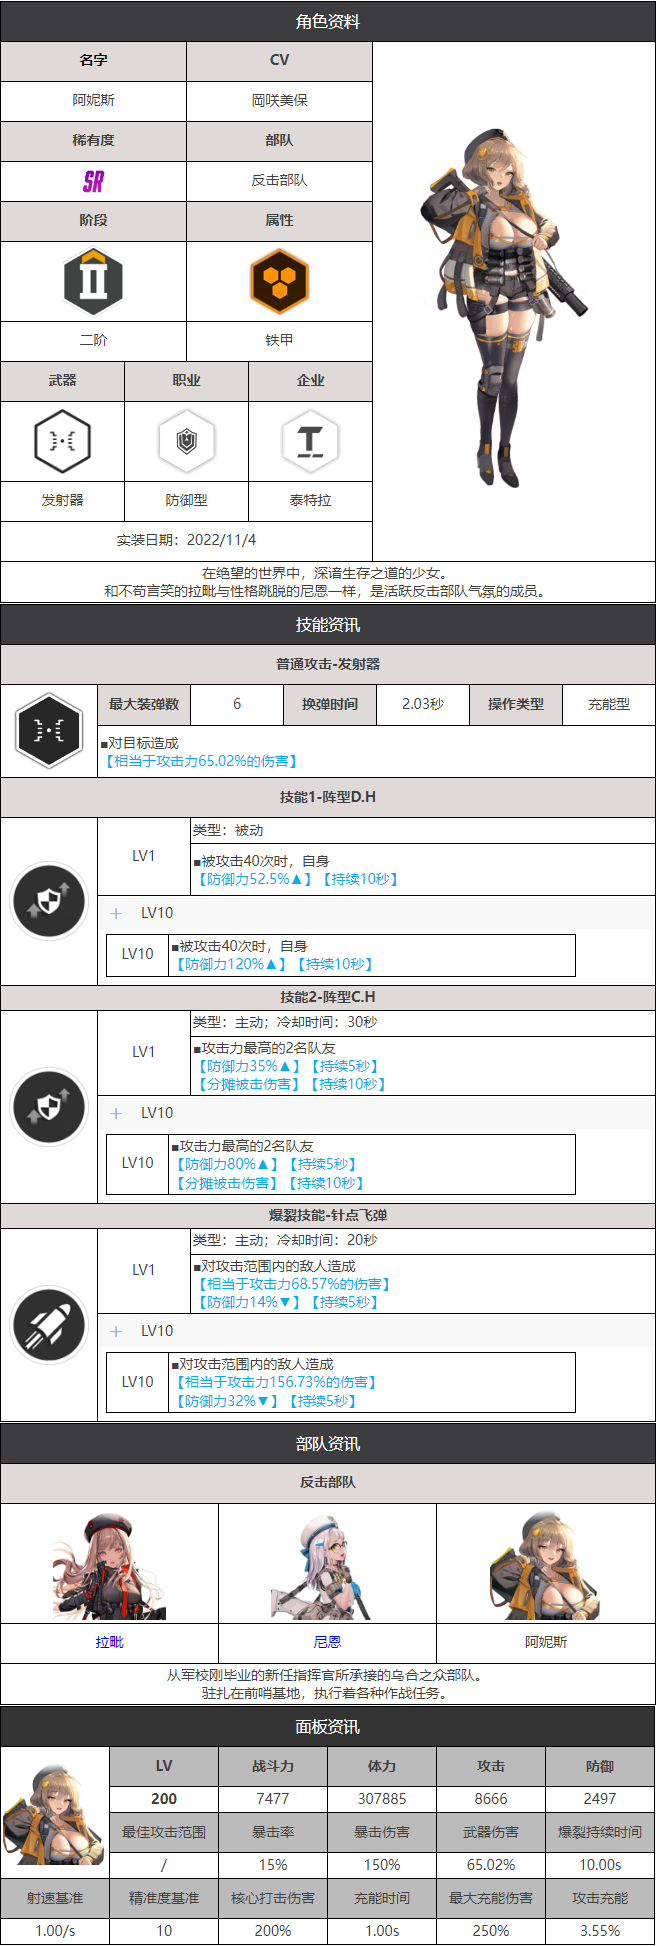 角色资料
名字
CV
阿妮斯
岡咲美保
稀有度
部队
SR
反击部队
阶段
属性
二阶
铁甲
武器
职业
企业
发射器
防御型
泰特拉
实装日期：2022/11/4
在绝望的世界中，深谙生存之道的少女。
和不苟言笑的拉毗与性格跳脱的尼恩一样，是活跃反击部队气氛的成员。
技能资讯
普通攻击-发射器
最大装弹数
6
换弹时间
2.03秒
操作类型
充能型
■对目标造成
【相当于攻击力65.02%的伤害】
技能1-阵型D.H
LV1
类型：被动
■被攻击40次时，自身
【防御力52.5%▲】【持续10秒】
+ LV10
LV10
■被攻击40次时，自身
【防御力120%▲】【持续10秒】
技能2-阵型C.H
LV1
类型：主动；冷却时间：30秒
■攻击力最高的2名队友
【防御力35%▲】【持续5秒】
【分摊被击伤害】【持续10秒】
+ LV10
LV10
■攻击力最高的2名队友
【防御力80%▲】【持续5秒】
【分摊被击伤害】【持续10秒】
爆裂技能-针点飞弹
LV1
类型：主动；冷却时间：20秒
■对攻击范围内的敌人造成
【相当于攻击力68.57%的伤害】
【防御力14%▼】【持续5秒】
+ LV10
LV10
■对攻击范围内的敌人造成
【相当于攻击力156.73%的伤害】
【防御力32%▼】【持续5秒】
部队资讯
反击部队
拉毗
尼恩
阿妮斯
从军校刚毕业的新任指挥官所承接的乌合之众部队。
驻扎在前哨基地，执行着各种作战任务。
面板资讯
LV
战斗力
体力
攻击
防御
200
7477
307885
8666
2497
最佳攻击范围
暴击率
暴击伤害
武器伤害
爆裂持续时间
/
15%
150%
65.02%
10.00s
射速基准
精准度基准
核心打击伤害
充能时间
最大充能伤害
攻击充能
1.00/s
10
200%
1.00s
250%
3.55%